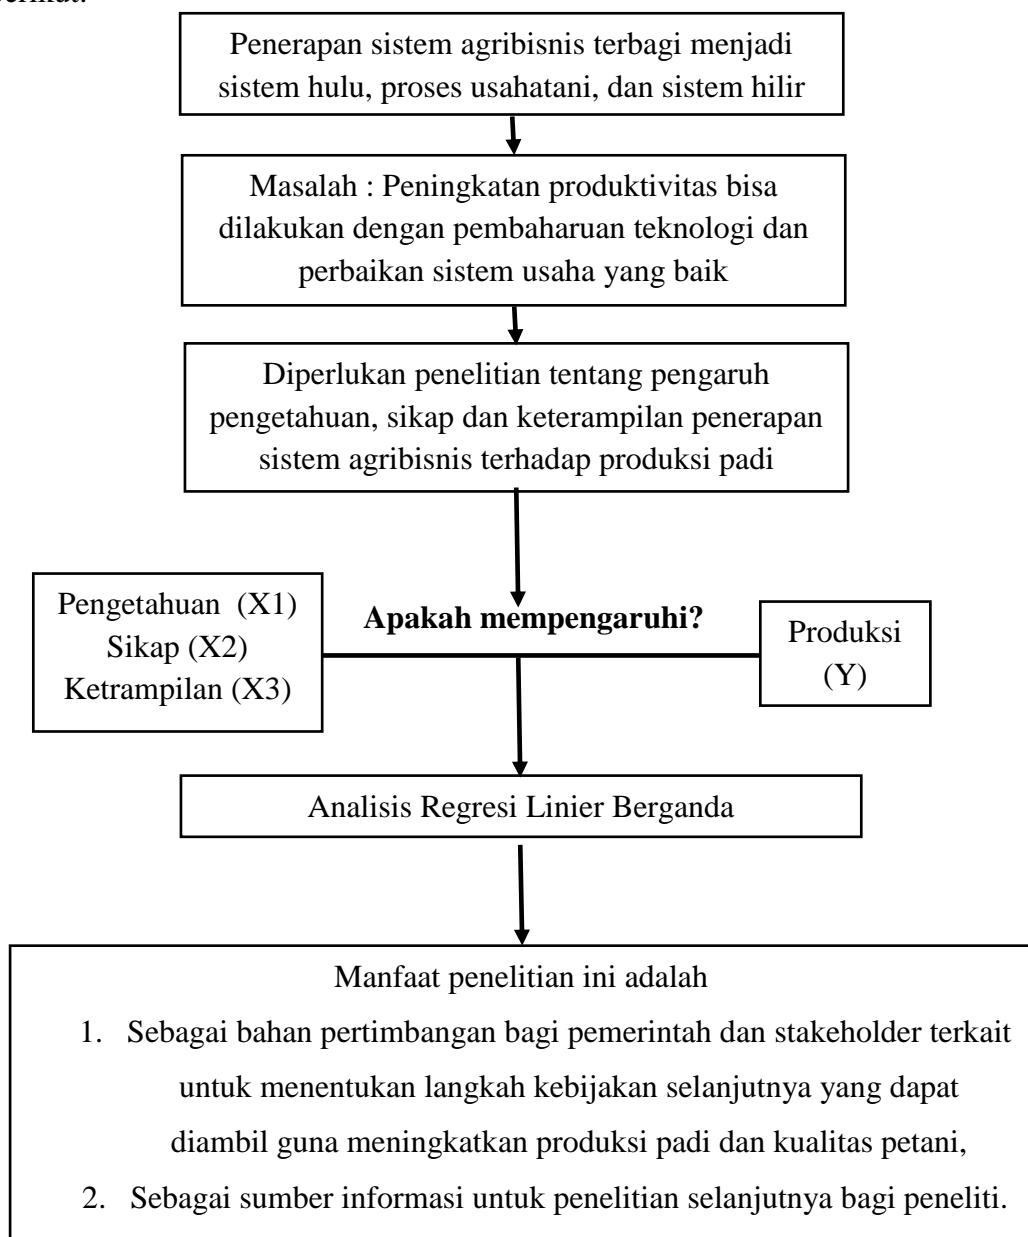 Penerapan sistem agribisnis terbagi menjadi
sistem hulu, proses usahatani, dan sistem hilir
Masalah : Peningkatan produktivitas bisa
dilakukan dengan pembaharuan teknologi dan
perbaikan sistem usaha yang baik
Diperlukan penelitian tentang pengaruh
pengetahuan, sikap dan keterampilan penerapan
sistem agribisnis terhadap produksi padi
Pengetahuan (X1)
Sikap (X2)
Ketrampilan (X3)
Apakah mempengaruhi?
Produksi
(Y)
Analisis Regresi Linier Berganda
Manfaat penelitian ini adalah
1. Sebagai bahan pertimbangan bagi pemerintah dan stakeholder terkait
untuk menentukan langkah kebijakan selanjutnya yang dapat
diambil guna meningkatkan produksi padi dan kualitas petani,
2. Sebagai sumber informasi untuk penelitian selanjutnya bagi peneliti.